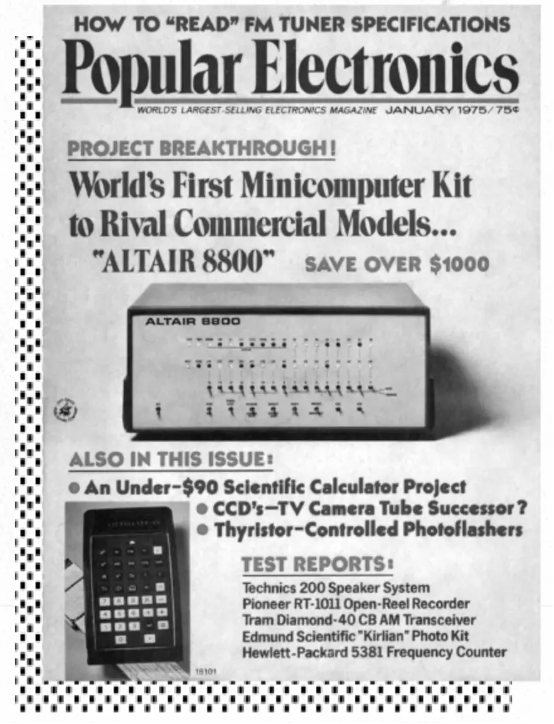 HOW TO "READ" FM TUNER SPECIFICATIONS
Popular Electronics
WORLD'S LARGEST-SELLING ELECTRONICS MAGAZINE JANUARY 1975/75¢
PROJECT BREAKTHROUGH!
World's First Minicomputer Kit
to Rival Commercial Models...
"ALTAIR 8800" SAVE OVER $1000
ALTAIR 8800
ALSO IN THIS ISSUE:
An Under-$90 Scientific Calculator Project
CCD's—TV Camera Tube Successor?
Thyristor-Controlled Photoflashers
TEST REPORTS:
Technics 200 Speaker System
Pioneer RT-1011 Open-Reel Recorder
Tram Diamond-40 CB AM Transceiver
Edmund Scientific "Kirlian" Photo Kit
Hewlett-Packard 5381 Frequency Counter
18101